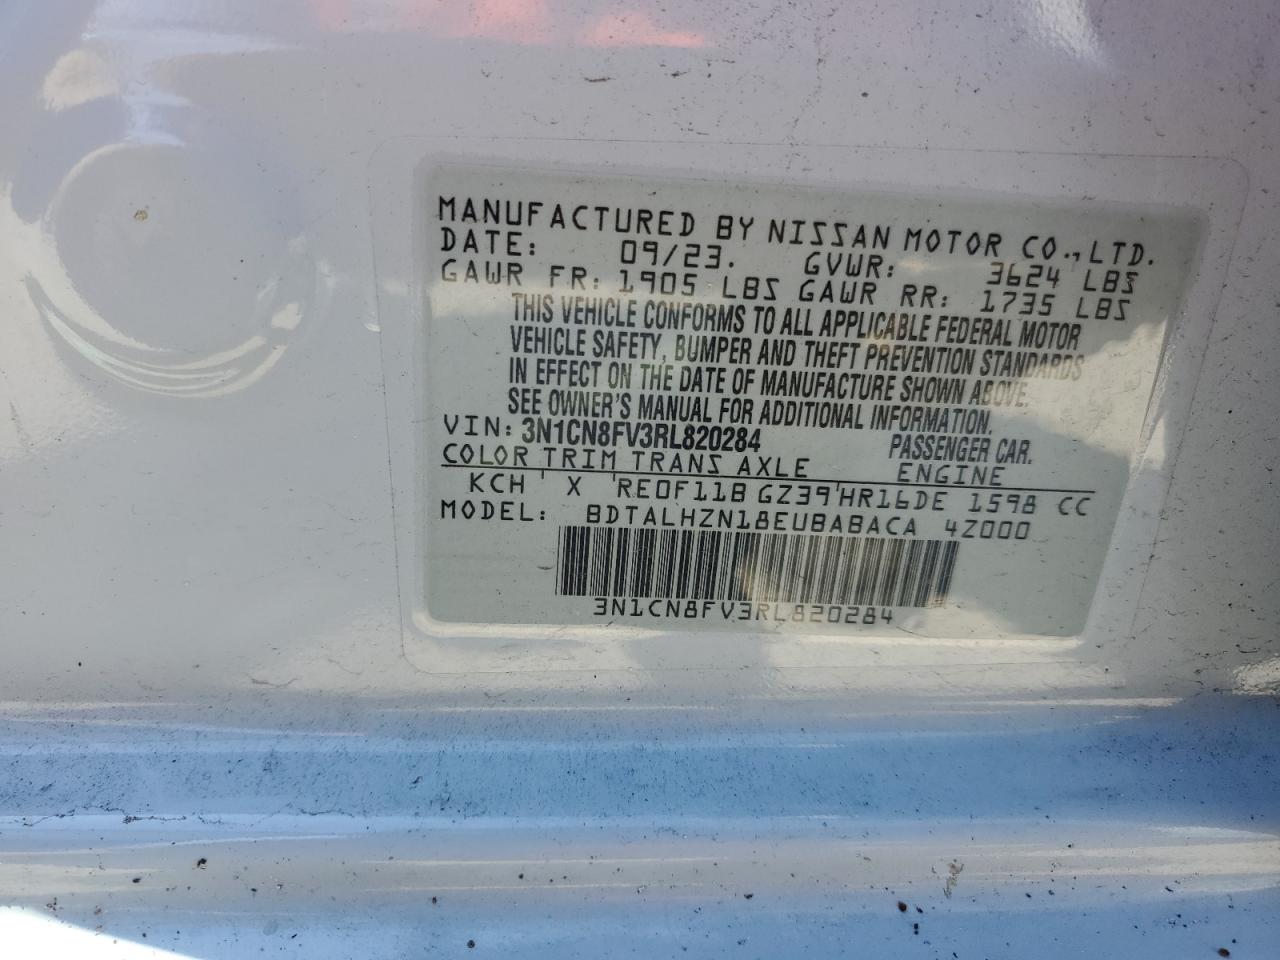 MANUFACTURED BY NISSAN MOTOR CO.,LTD.
DATE: 09/23. GVWR: 3624 LBS
GAWR FR: 1905 LBS GAWR RR: 1735 LBS
THIS VEHICLE CONFORMS TO ALL APPLICABLE FEDERAL MOTOR
VEHICLE SAFETY, BUMPER AND THEFT PREVENTION STANDARDS
IN EFFECT ON THE DATE OF MANUFACTURE SHOWN ABOVE.
SEE OWNER'S MANUAL FOR ADDITIONAL INFORMATION.
VIN: 3N1CN8FV3RL820284 PASSENGER CAR.
COLOR TRIM TRANS AXLE ENGINE
KCH X RE0F11B GZ39 HR16DE 1598 CC
MODEL: BDTALHZN18EUBABACA 4Z000
3N1CN8FV3RL820284